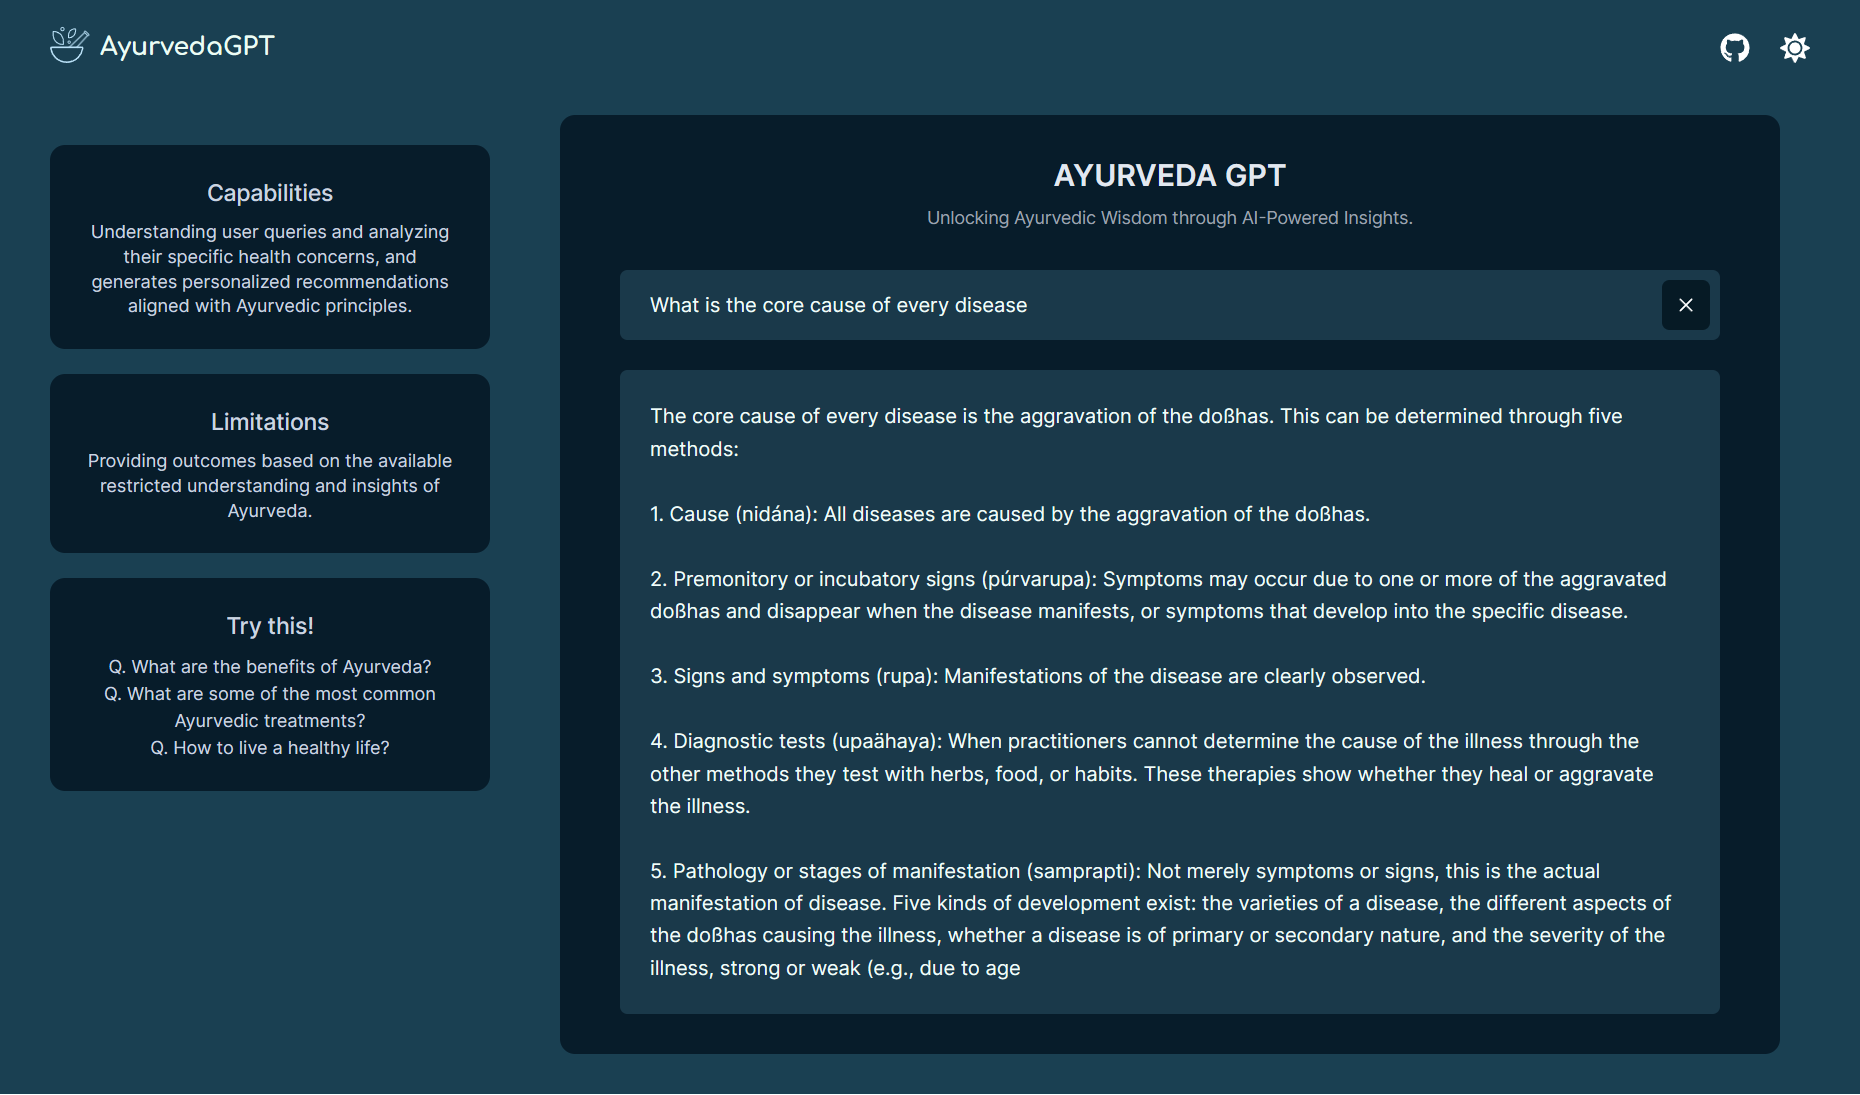 AyurvedaGPT
Capabilities
Understanding user queries and analyzing
their specific health concerns, and
generates personalized recommendations
aligned with Ayurvedic principles.
Limitations
Providing outcomes based on the available
restricted understanding and insights of
Ayurveda.
Try this!
Q. What are the benefits of Ayurveda?
Q. What are some of the most common
Ayurvedic treatments?
Q. How to live a healthy life?
AYURVEDA GPT
Unlocking Ayurvedic Wisdom through AI-Powered Insights.
What is the core cause of every disease
The core cause of every disease is the aggravation of the doßhas. This can be determined through five
methods:
1. Cause (nidána): All diseases are caused by the aggravation of the doßhas.
2. Premonitory or incubatory signs (púrvarupa): Symptoms may occur due to one or more of the aggravated
doßhas and disappear when the disease manifests, or symptoms that develop into the specific disease.
3. Signs and symptoms (rupa): Manifestations of the disease are clearly observed.
4. Diagnostic tests (upaähaya): When practitioners cannot determine the cause of the illness through the
other methods they test with herbs, food, or habits. These therapies show whether they heal or aggravate
the illness.
5. Pathology or stages of manifestation (samprapti): Not merely symptoms or signs, this is the actual
manifestation of disease. Five kinds of development exist: the varieties of a disease, the different aspects of
the doßhas causing the illness, whether a disease is of primary or secondary nature, and the severity of the
illness, strong or weak (e.g., due to age